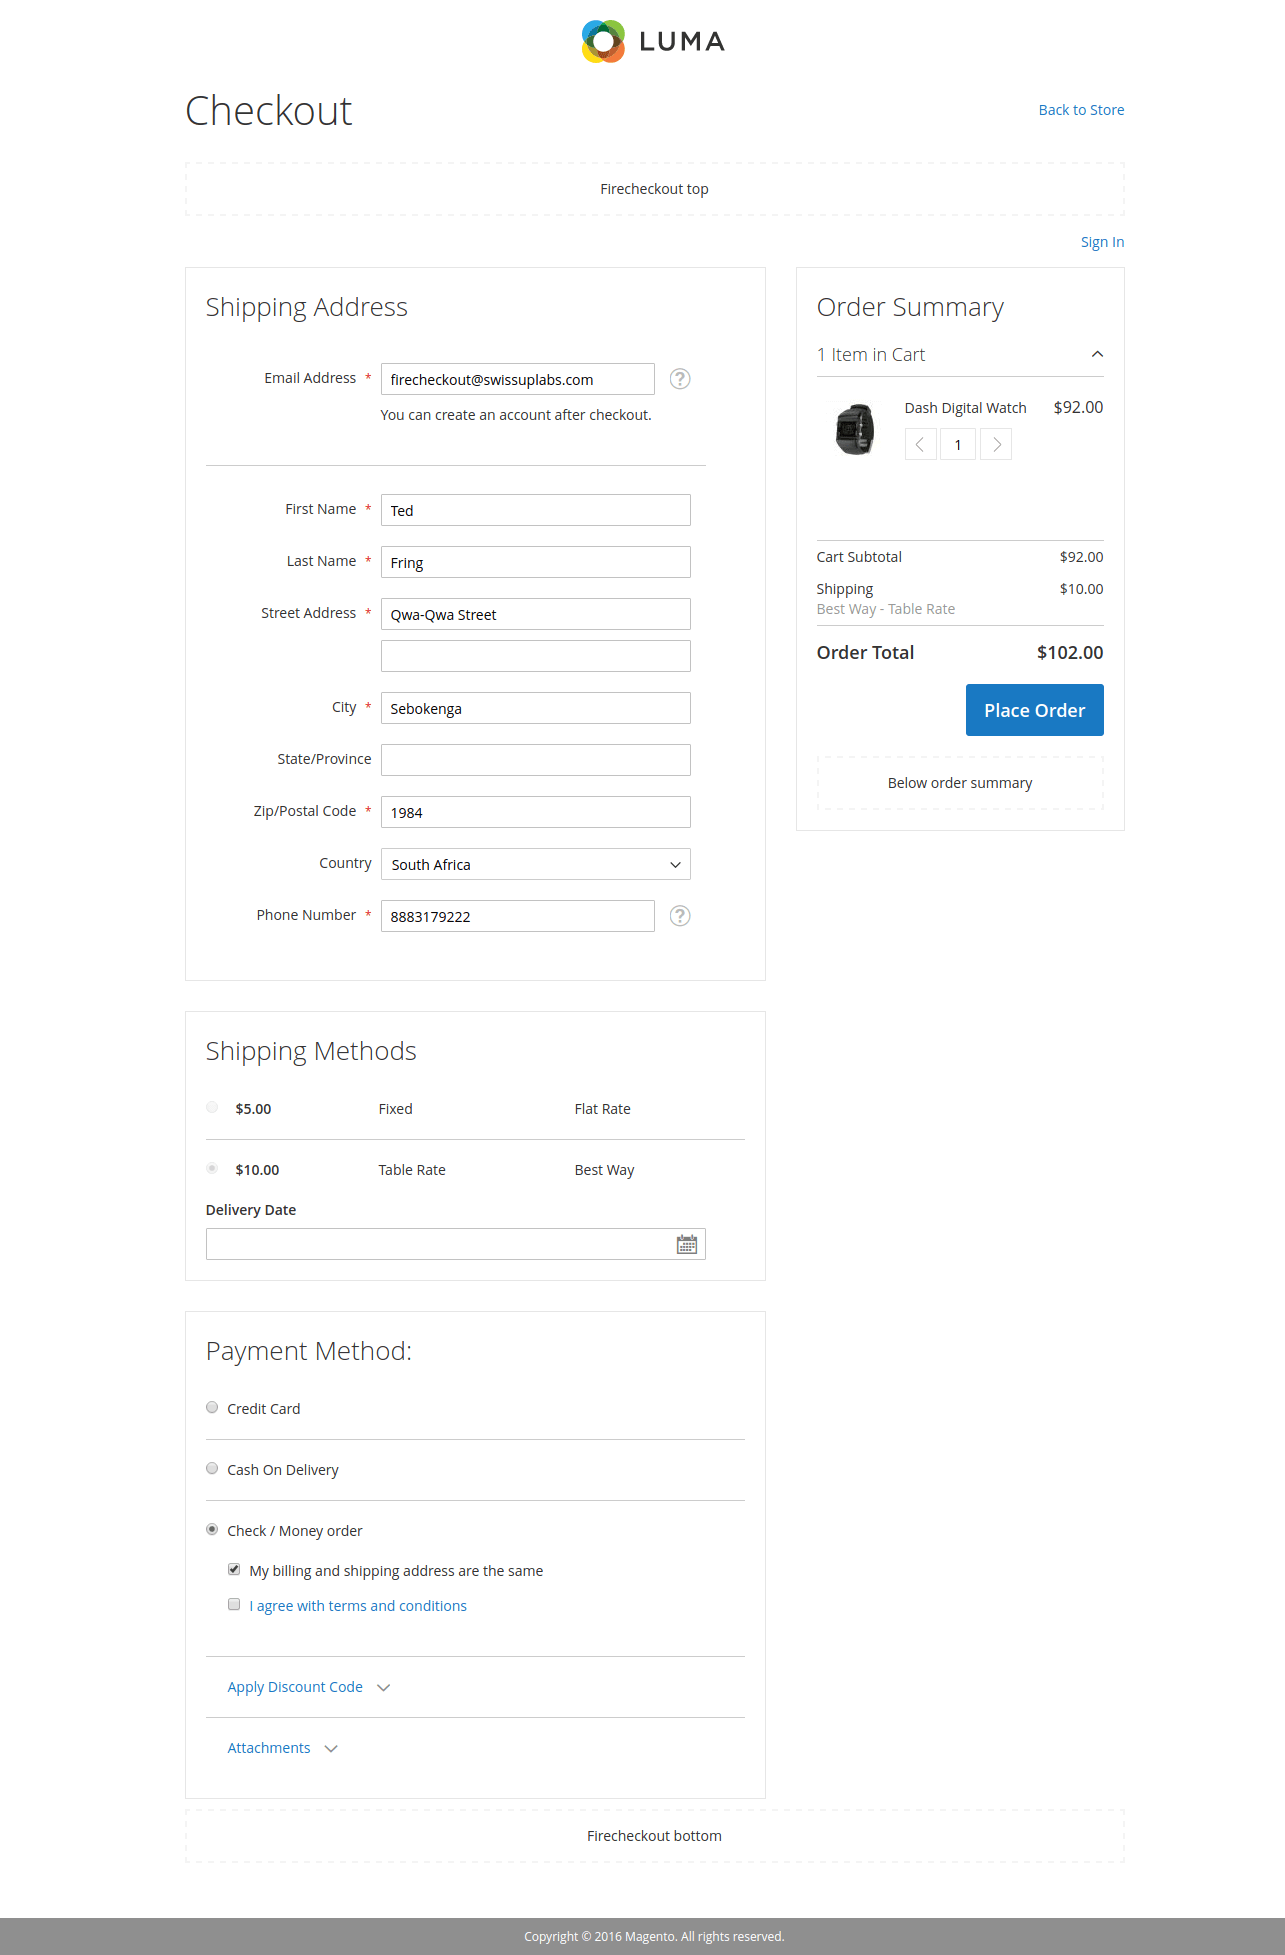 LUMA
Checkout
Back to Store
Firecheckout top
Sign In
Shipping Address
Email Address *
firecheckout@swissuplabs.com
?
You can create an account after checkout.
First Name *
Ted
Last Name *
Fring
Street Address *
Qwa-Qwa Street
City *
Sebokenga
State/Province
Zip/Postal Code *
1984
Country
South Africa
Phone Number *
8883179222
?
Order Summary
1 Item in Cart
Dash Digital Watch
$92.00
1
Cart Subtotal
$92.00
Shipping
$10.00
Best Way - Table Rate
Order Total
$102.00
Place Order
Below order summary
Shipping Methods
$5.00
Fixed
Flat Rate
$10.00
Table Rate
Best Way
Delivery Date
Payment Method:
Credit Card
Cash On Delivery
Check / Money order
My billing and shipping address are the same
I agree with terms and conditions
Apply Discount Code
Attachments
Firecheckout bottom
Copyright © 2016 Magento. All rights reserved.